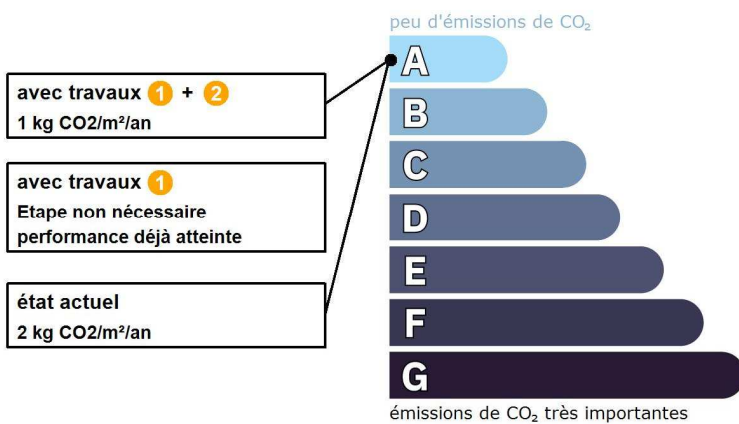 peu d'émissions de CO₂
avec travaux 1 + 2
1 kg CO2/m²/an
avec travaux 1
Etape non nécessaire
performance déjà atteinte
état actuel
2 kg CO2/m²/an
A
B
C
D
E
F
G
émissions de CO₂ très importantes